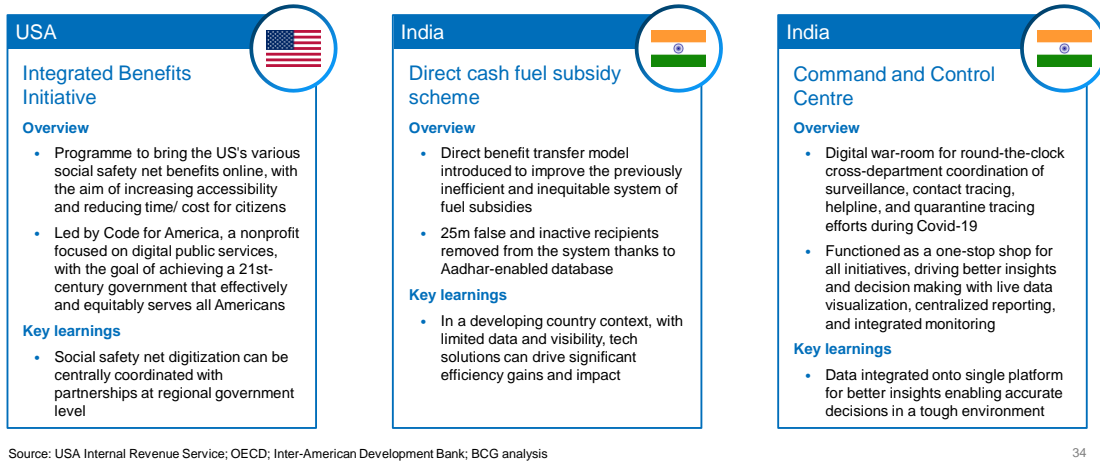 USA
Integrated Benefits
Initiative
Overview
• Programme to bring the US's various
social safety net benefits online, with
the aim of increasing accessibility
and reducing time/ cost for citizens
• Led by Code for America, a nonprofit
focused on digital public services,
with the goal of achieving a 21st-
century government that effectively
and equitably serves all Americans
Key learnings
• Social safety net digitization can be
centrally coordinated with
partnerships at regional government
level
India
Direct cash fuel subsidy
scheme
Overview
• Direct benefit transfer model
introduced to improve the previously
inefficient and inequitable system of
fuel subsidies
• 25m false and inactive recipients
removed from the system thanks to
Aadhar-enabled database
Key learnings
• In a developing country context, with
limited data and visibility, tech
solutions can drive significant
efficiency gains and impact
India
Command and Control
Centre
Overview
• Digital war-room for round-the-clock
cross-department coordination of
surveillance, contact tracing,
helpline, and quarantine tracing
efforts during Covid-19
• Functioned as a one-stop shop for
all initiatives, driving better insights
and decision making with live data
visualization, centralized reporting,
and integrated monitoring
Key learnings
• Data integrated onto single platform
for better insights enabling accurate
decisions in a tough environment
Source: USA Internal Revenue Service; OECD; Inter-American Development Bank; BCG analysis
34